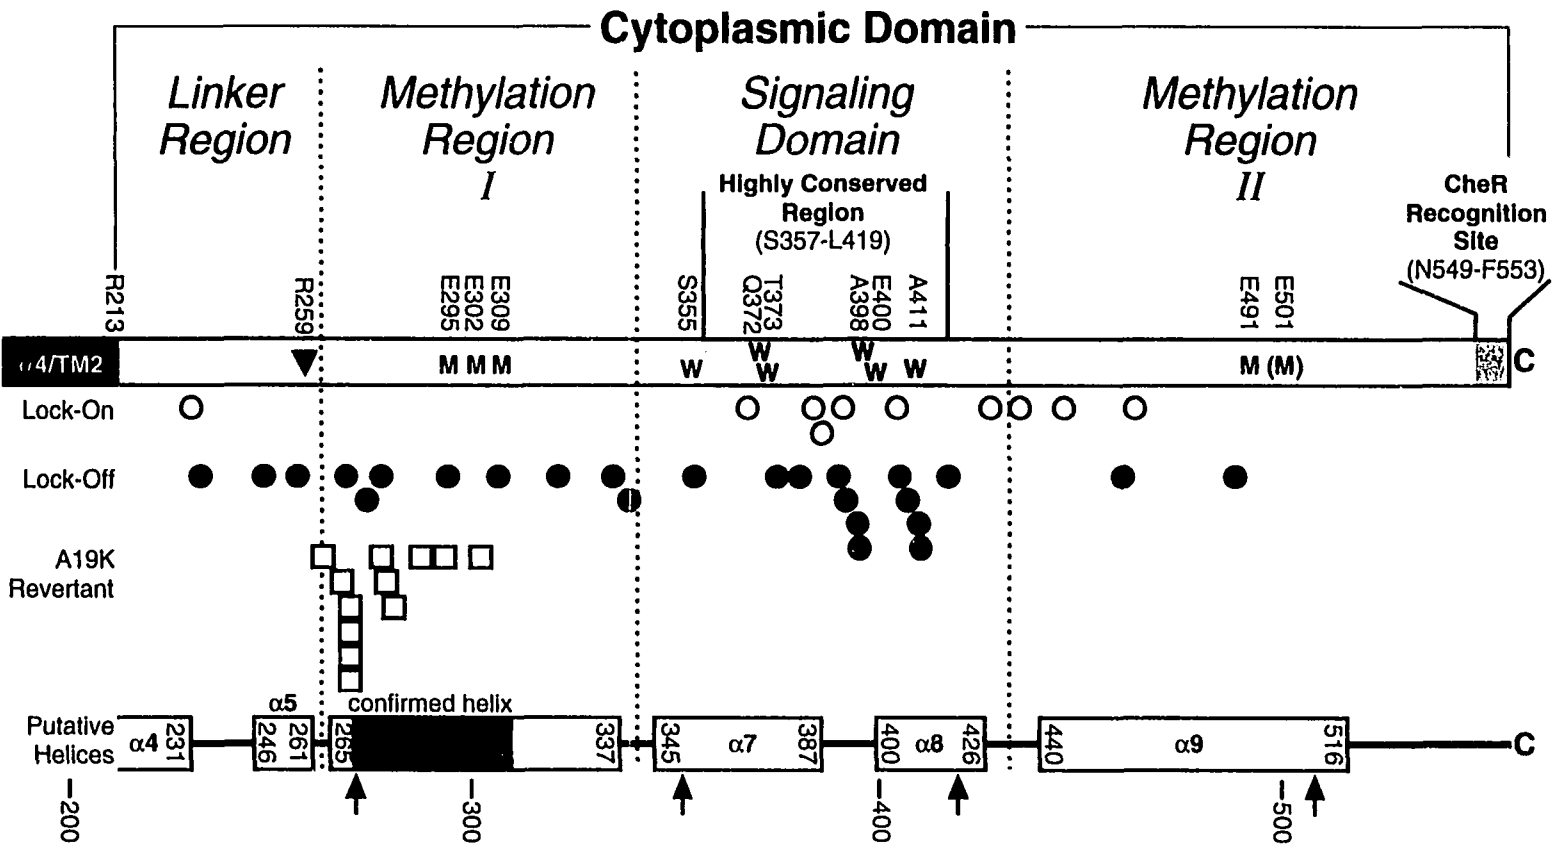 Cytoplasmic Domain
Linker
Region
Methylation
Region
I
Signaling
Domain
Methylation
Region
II
Highly Conserved
Region
(S357-L419)
CheR
Recognition
Site
(N549-F553)
R213
R259
E295
E302
E309
S355
Q372
T373
A398
E400
A411
E491
E501
α4/TM2
M M M
W
W
W
W
W
W
M (M)
C
Lock-On
Lock-Off
A19K
Revertant
α5
confirmed helix
Putative
Helices
α4
231
246
261
265
337
345
α7
387
400
α8
426
440
α9
516
C
200
300
400
500